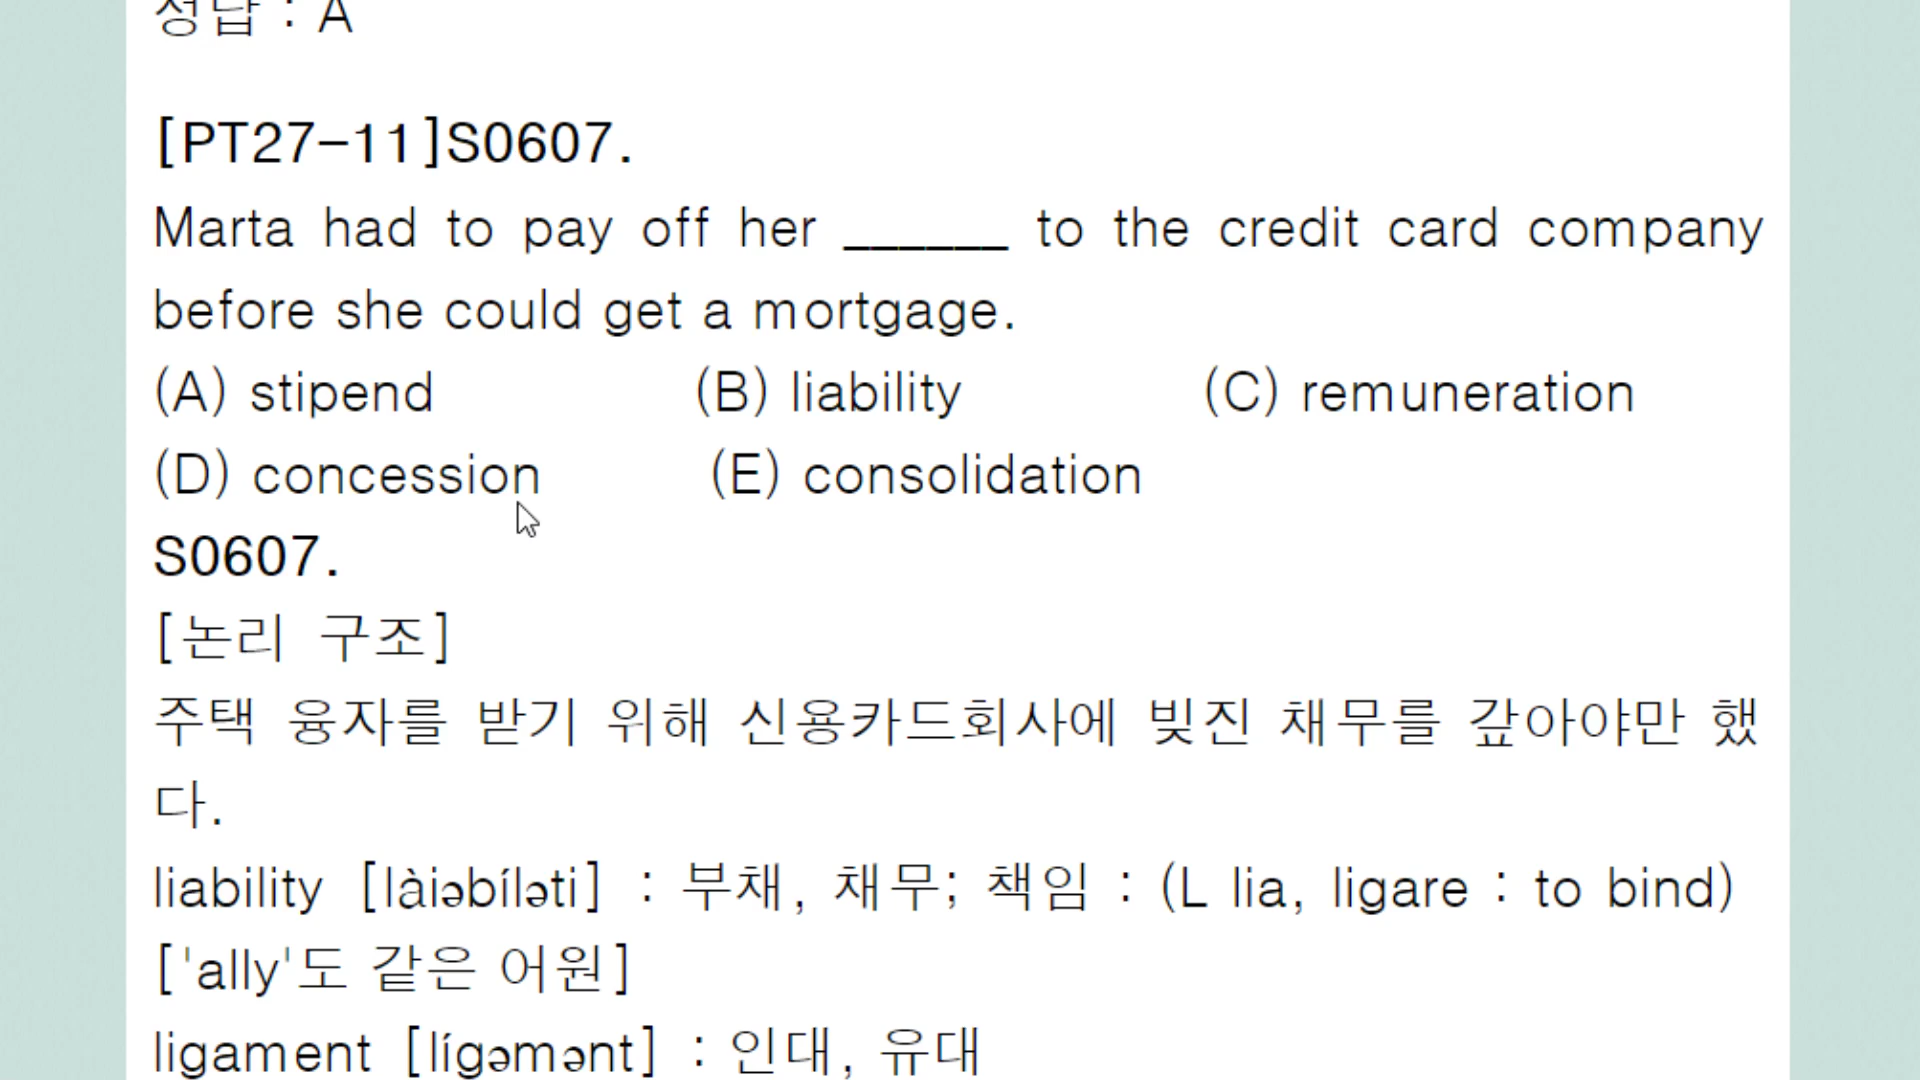 정답 : A
[PT27-11]S0607.
Marta had to pay off her ______ to the credit card company
before she could get a mortgage.
(A) stipend (B) liability (C) remuneration
(D) concession (E) consolidation
S0607.
[논리 구조]
주택 융자를 받기 위해 신용카드회사에 빚진 채무를 갚아야만 했
다.
liability [làiəbíləti] : 부채, 채무; 책임 : (L lia, ligare : to bind)
['ally'도 같은 어원]
ligament [lígəmənt] : 인대, 유대